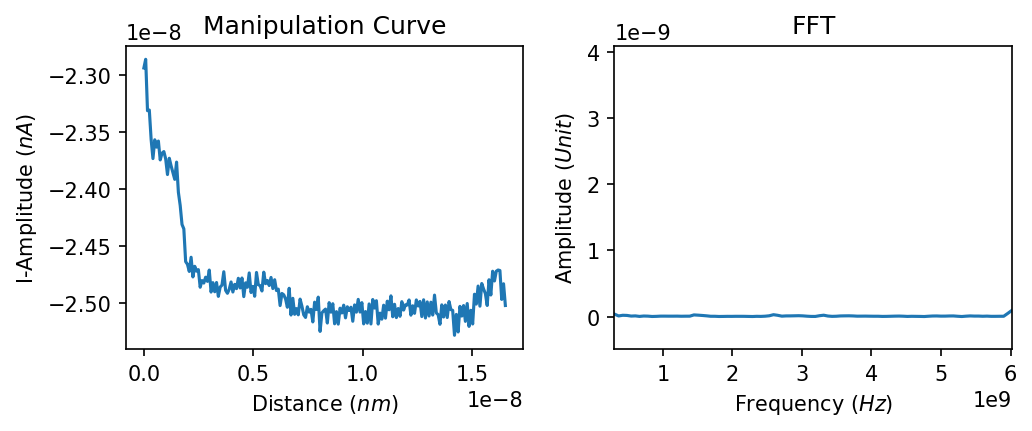 Manipulation Curve
1e−8
−2.30
−2.35
−2.40
−2.45
−2.50
I-Amplitude (nA)
0.0 0.5 1.0 1.5
1e−8
Distance (nm)
FFT
1e−9
4
3
2
1
0
Amplitude (Unit)
1 2 3 4 5 6
1e9
Frequency (Hz)